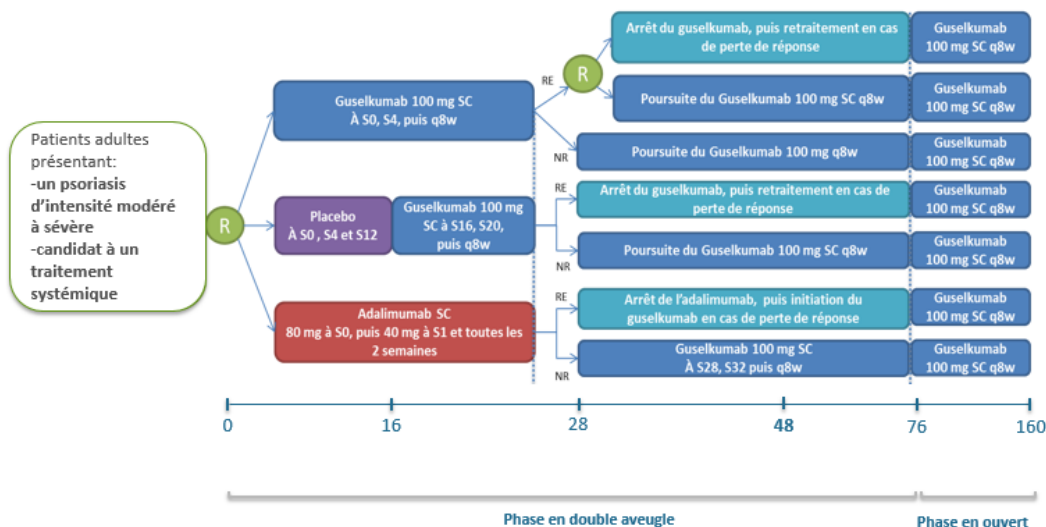 Patients adultes
présentant:
-un psoriasis
d'intensité modéré
à sévère
-candidat à un
traitement
systémique
R
Guselkumab 100 mg SC
À S0, S4, puis q8w
Placebo
À S0 , S4 et S12
Guselkumab 100 mg
SC à S16, S20,
puis q8w
Adalimumab SC
80 mg à S0, puis 40 mg à S1 et toutes les
2 semaines
RE
R
NR
RE
NR
RE
NR
Arrêt du guselkumab, puis retraitement en cas
de perte de réponse
Guselkumab
100 mg SC q8w
Poursuite du Guselkumab 100 mg SC q8w
Guselkumab
100 mg SC q8w
Poursuite du Guselkumab 100 mg q8w
Guselkumab
100 mg SC q8w
Arrêt du guselkumab, puis retraitement en cas de
perte de réponse
Guselkumab
100 mg SC q8w
Poursuite du Guselkumab 100 mg SC q8w
Guselkumab
100 mg SC q8w
Arrêt de l'adalimumab, puis initiation du
guselkumab en cas de perte de réponse
Guselkumab
100 mg SC q8w
Guselkumab 100 mg SC
À S28, S32 puis q8w
Guselkumab
100 mg SC q8w
0 16 28 48 76 160
Phase en double aveugle
Phase en ouvert